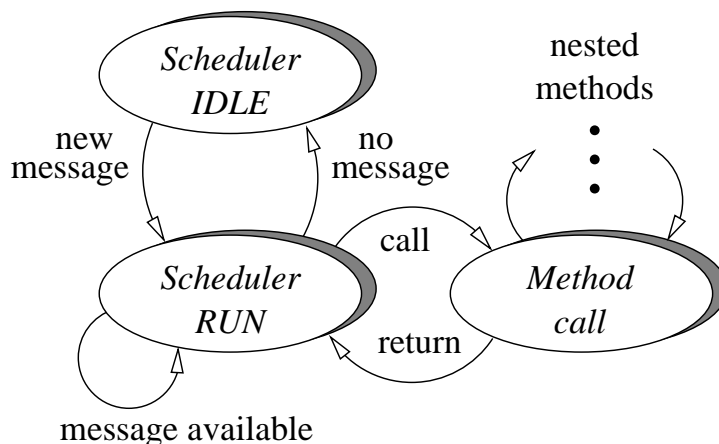 Scheduler
IDLE
nested
methods
new
message
no
message
call
Scheduler
RUN
Method
call
return
message available